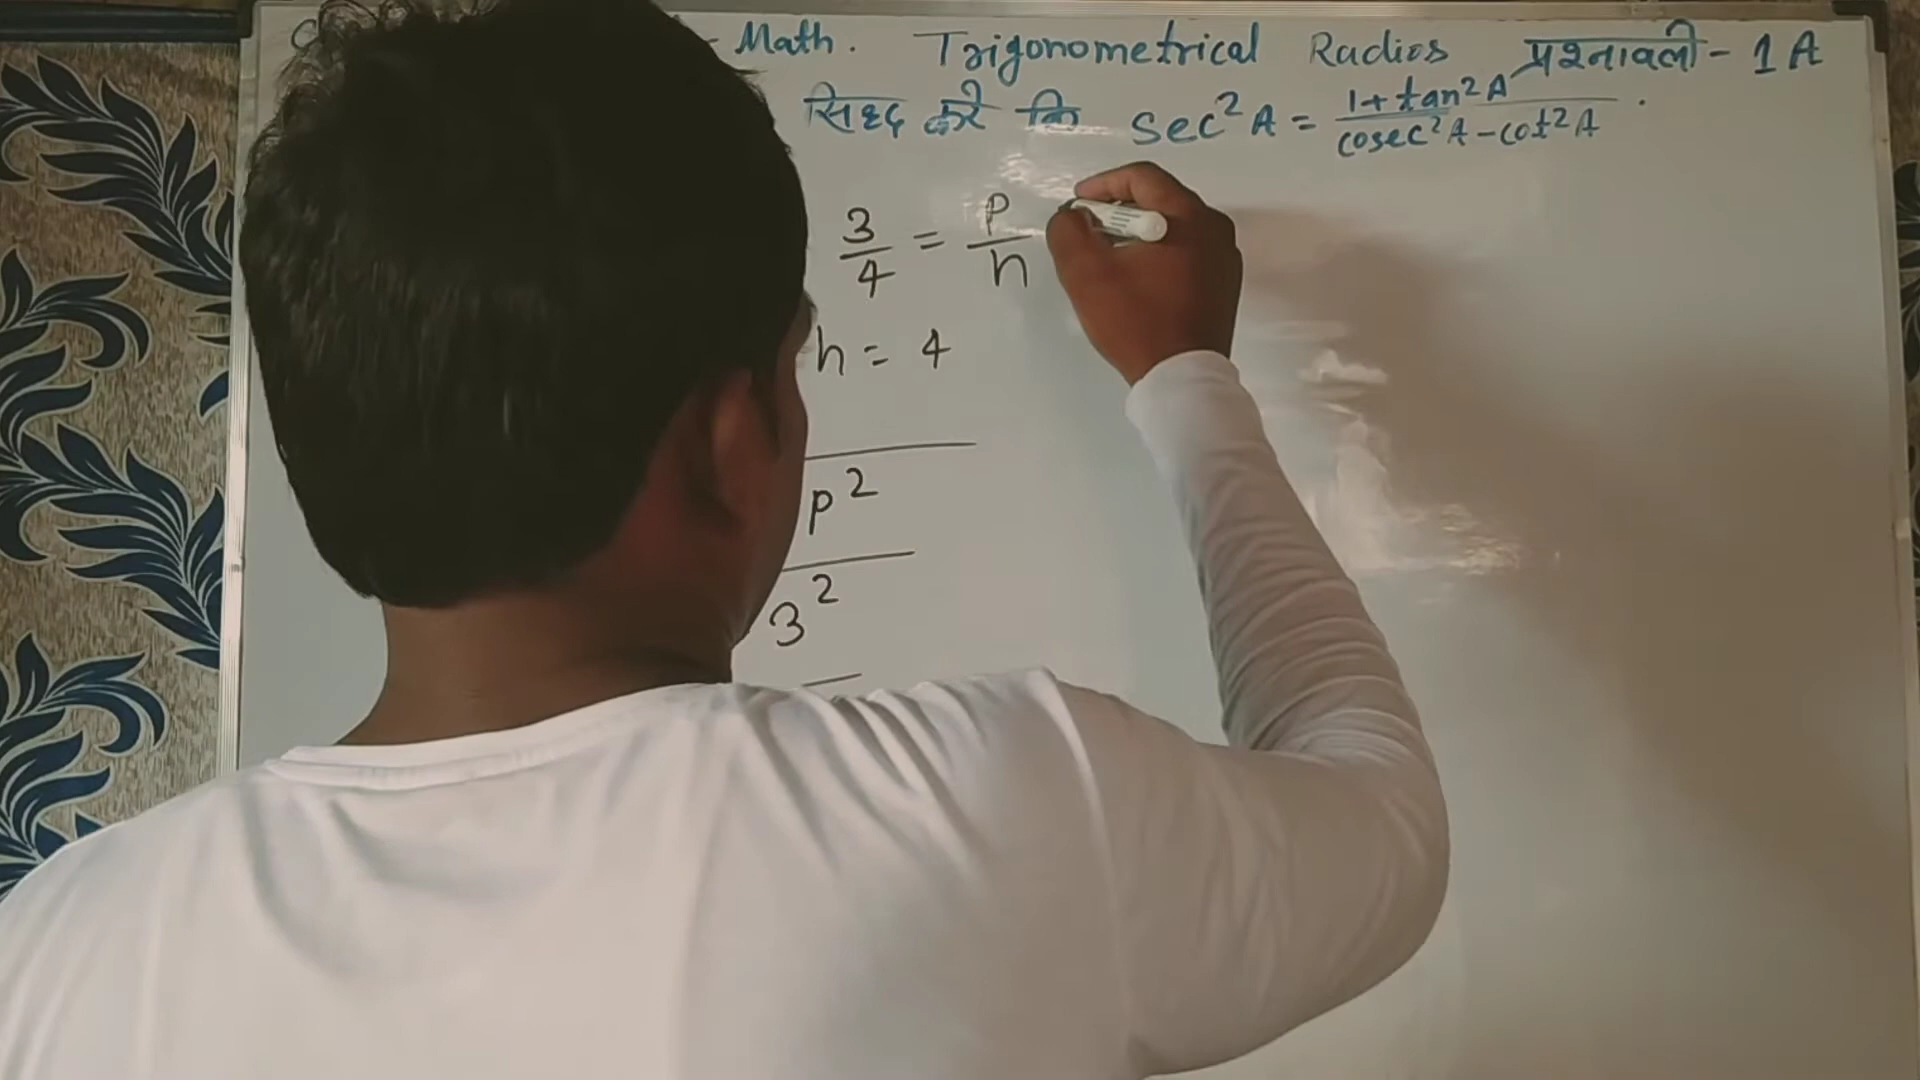 - Math. Trigonometrical Radios प्रश्नावली - 1A
सिद्ध करें कि sec²A = (1+tan²A)/(cosec²A-cot²A).
3/4 = p/h
h = 4
p²
3²